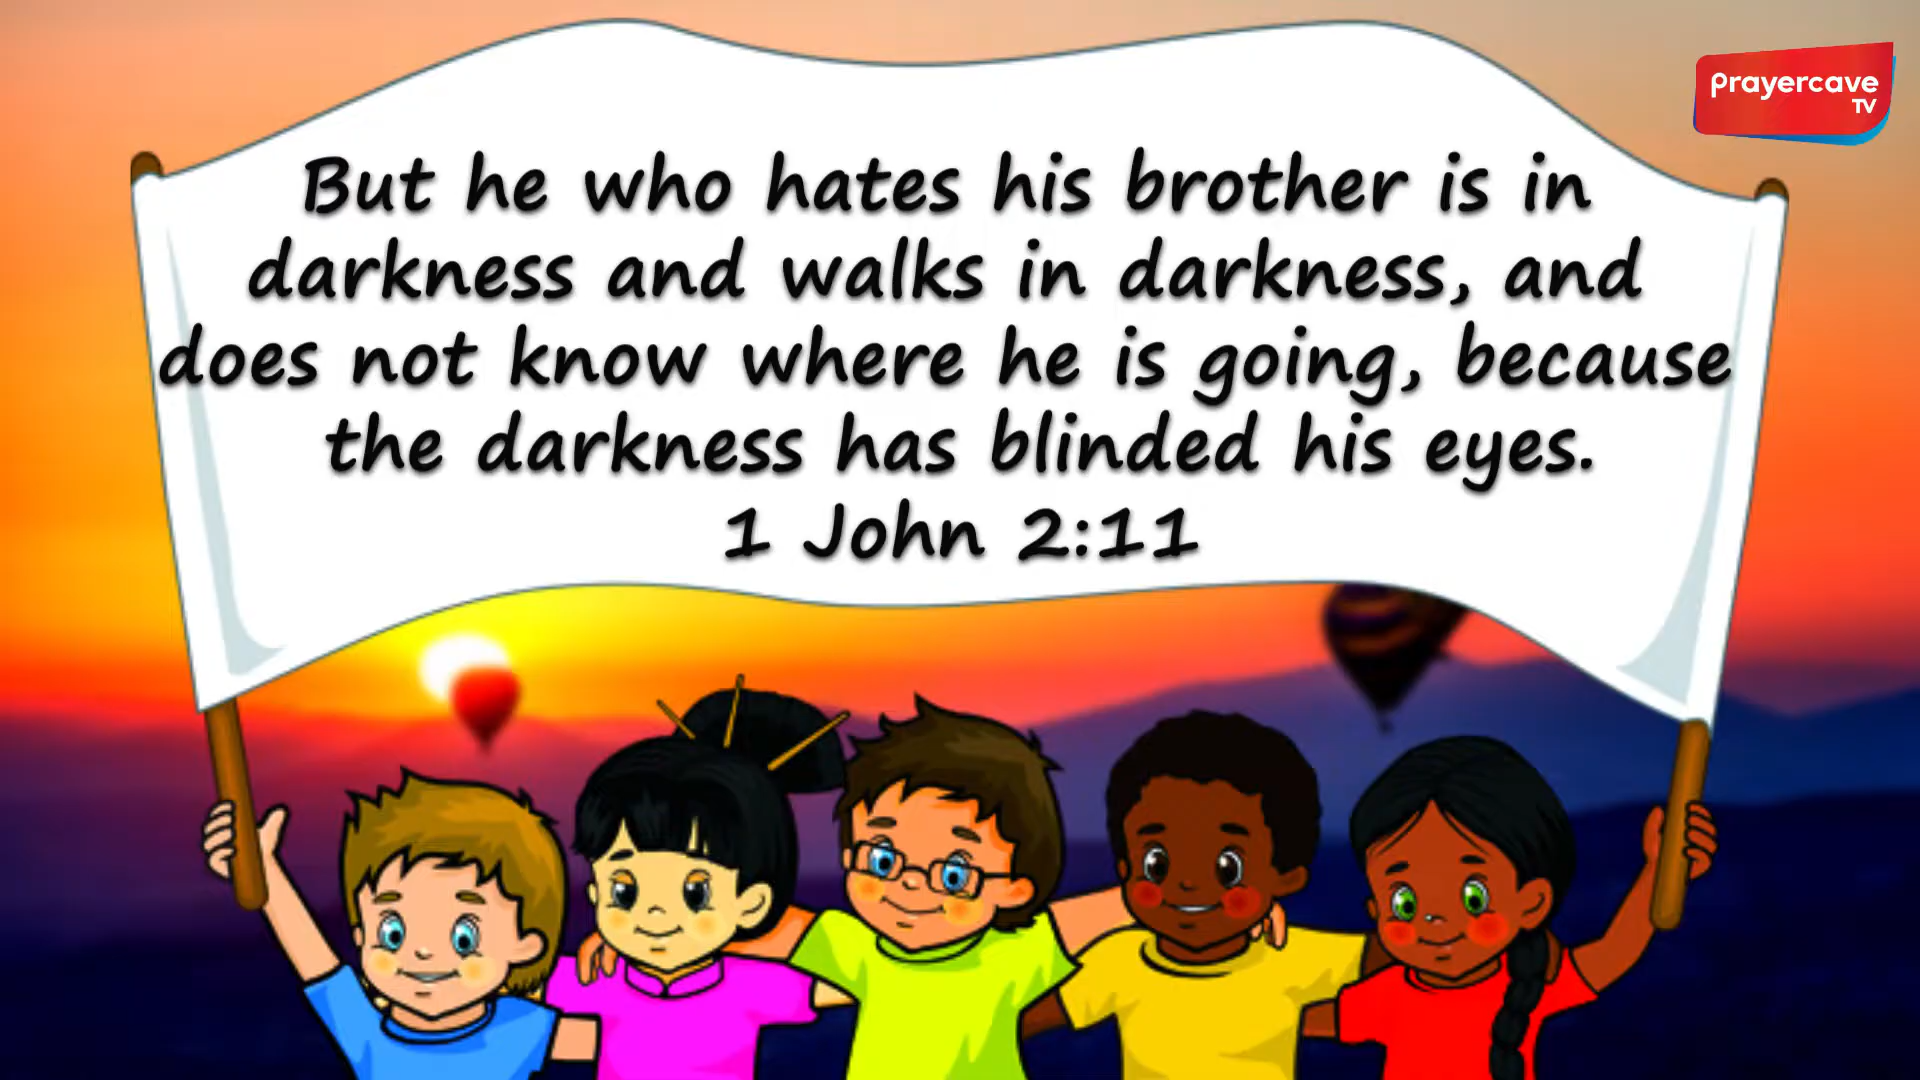 Prayercave
TV
But he who hates his brother is in
darkness and walks in darkness, and
does not know where he is going, because
the darkness has blinded his eyes.
1 John 2:11